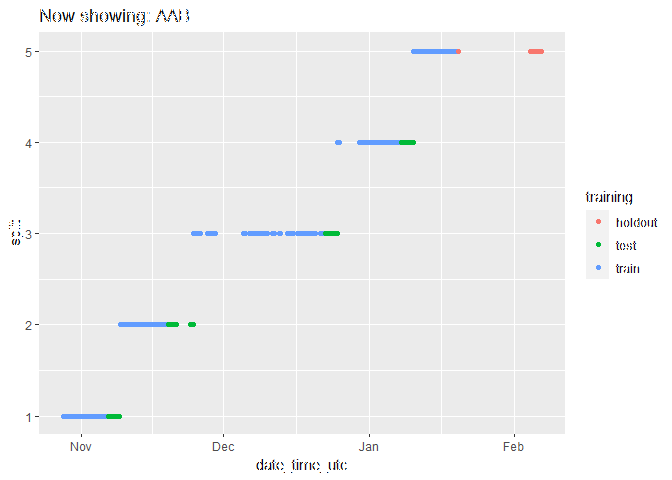 Now showing: AAB
5
4
3
2
1
split
Nov
Dec
Jan
Feb
date_time_utc
training
holdout
test
train